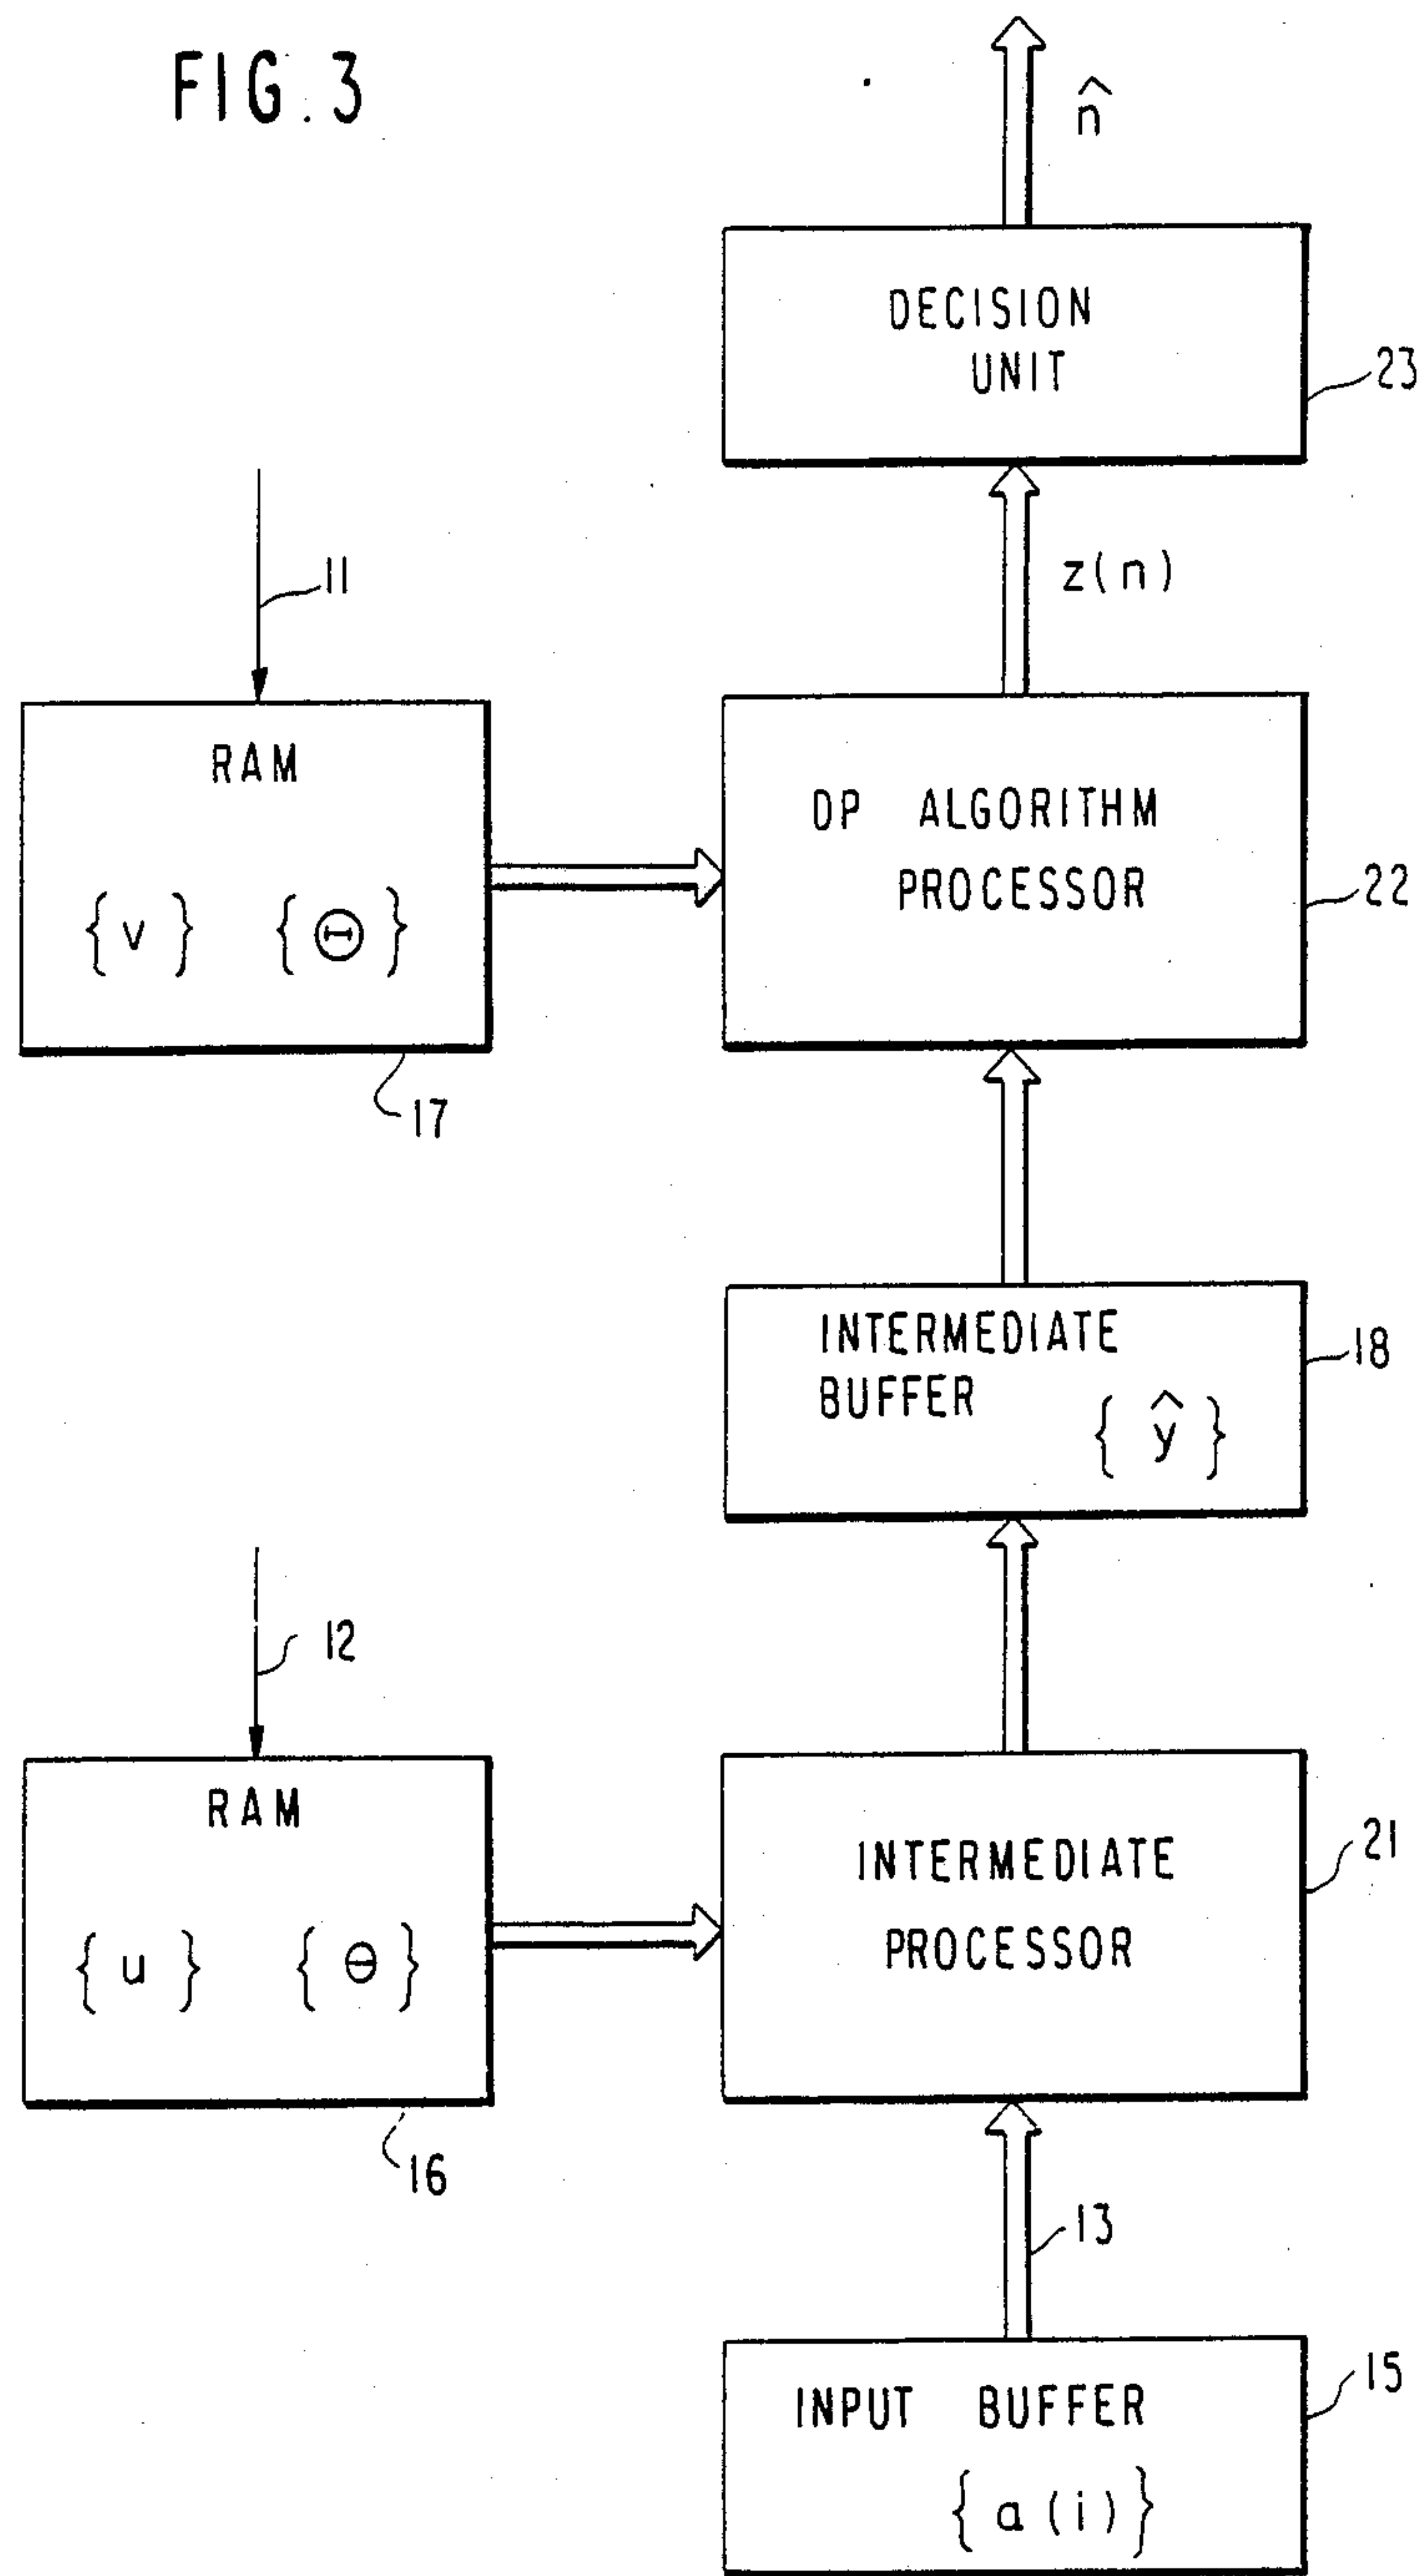 FIG. 3
n̂
DECISION
UNIT
23
z(n)
11
RAM
{v} {Θ}
17
DP ALGORITHM
PROCESSOR
22
INTERMEDIATE
BUFFER
{ŷ}
18
12
RAM
{u} {θ}
16
INTERMEDIATE
PROCESSOR
21
13
INPUT BUFFER
{a(i)}
15